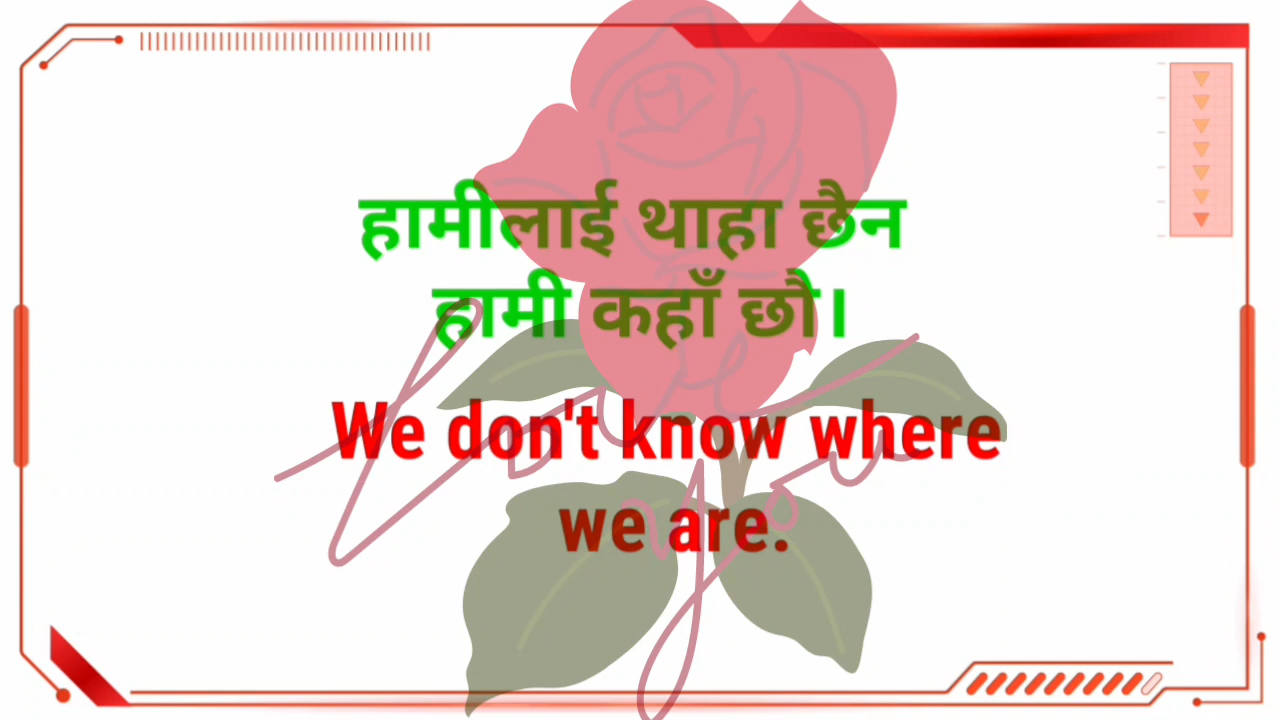 हामीलाई थाहा छैन
हामी कहाँ छौ।
We don't know where
we are.